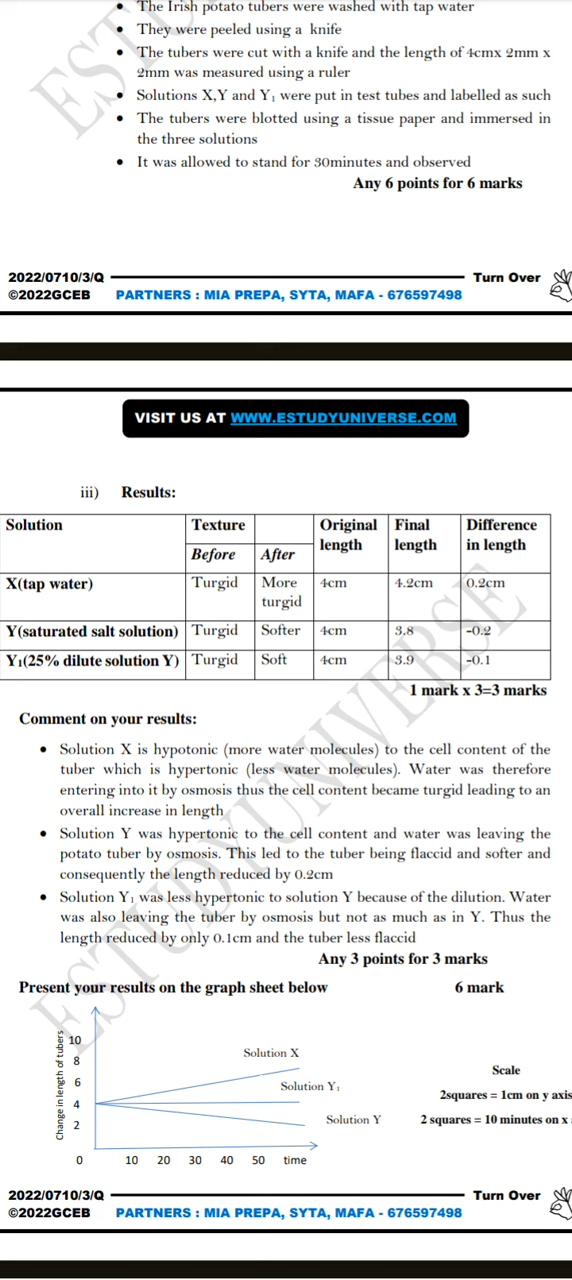 • The Irish potato tubers were washed with tap water
• They were peeled using a knife
• The tubers were cut with a knife and the length of 4cmx 2mm x
2mm was measured using a ruler
• Solutions X,Y and Y₁ were put in test tubes and labelled as such
• The tubers were blotted using a tissue paper and immersed in
the three solutions
• It was allowed to stand for 30minutes and observed
Any 6 points for 6 marks
2022/0710/3/Q Turn Over
©2022GCEB PARTNERS : MIA PREPA, SYTA, MAFA - 676597498
VISIT US AT WWW.ESTUDYUNIVERSE.COM
iii) Results:
Solution Texture Original Final Difference
Before After length length in length
X(tap water) Turgid More 4cm 4.2cm 0.2cm
turgid
Y(saturated salt solution) Turgid Softer 4cm 3.8 -0.2
Y₁(25% dilute solution Y) Turgid Soft 4cm 3.9 -0.1
1 mark x 3=3 marks
Comment on your results:
• Solution X is hypotonic (more water molecules) to the cell content of the
tuber which is hypertonic (less water molecules). Water was therefore
entering into it by osmosis thus the cell content became turgid leading to an
overall increase in length
• Solution Y was hypertonic to the cell content and water was leaving the
potato tuber by osmosis. This led to the tuber being flaccid and softer and
consequently the length reduced by 0.2cm
• Solution Y₁ was less hypertonic to solution Y because of the dilution. Water
was also leaving the tuber by osmosis but not as much as in Y. Thus the
length reduced by only 0.1cm and the tuber less flaccid
Any 3 points for 3 marks
Present your results on the graph sheet below 6 mark
Change in length of tubers
10
8
6
4
2
Solution X
Solution Y₁
Solution Y
Scale
2squares = 1cm on y axis
2 squares = 10 minutes on x
0 10 20 30 40 50 time
2022/0710/3/Q Turn Over
©2022GCEB PARTNERS : MIA PREPA, SYTA, MAFA - 676597498
ESTUDYUNIVERSE